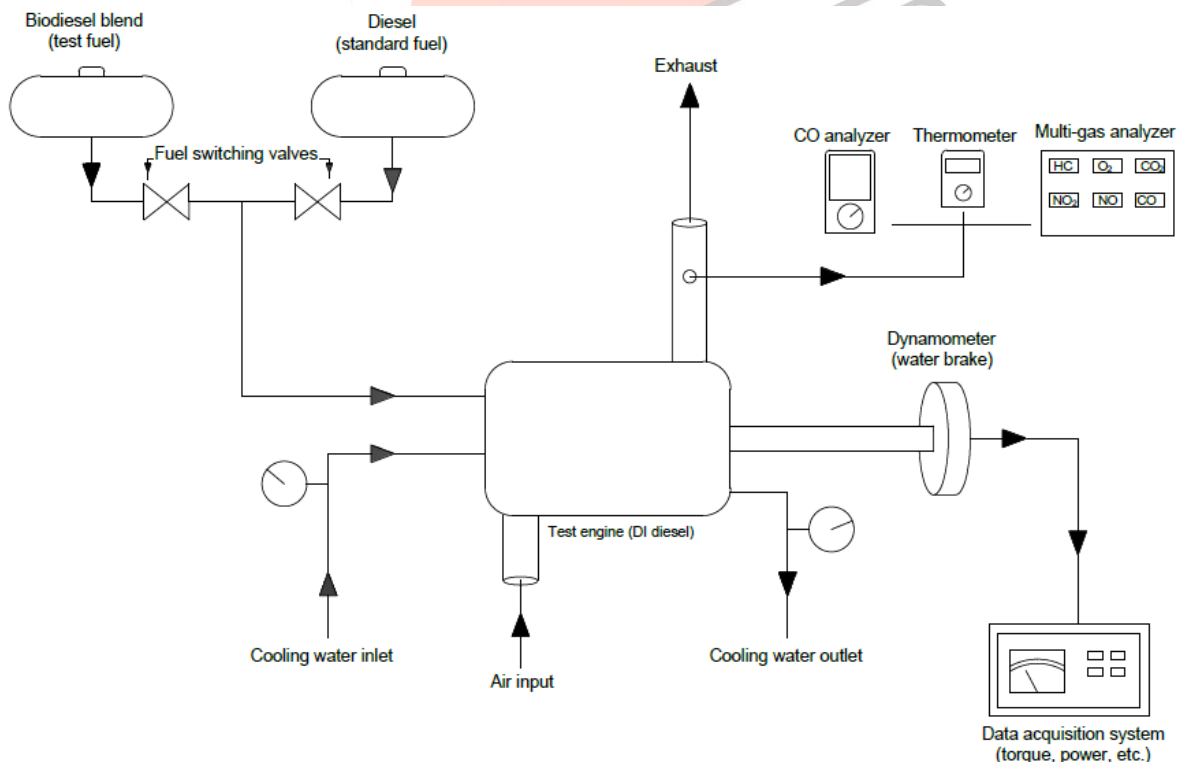 Biodiesel blend
(test fuel)
Diesel
(standard fuel)
Fuel switching valves
Exhaust
CO analyzer
Thermometer
Multi-gas analyzer
HC
O₂
CO₂
NO₂
NO
CO
Dynamometer
(water brake)
Test engine (DI diesel)
Cooling water inlet
Air input
Cooling water outlet
Data acquisition system
(torque, power, etc.)